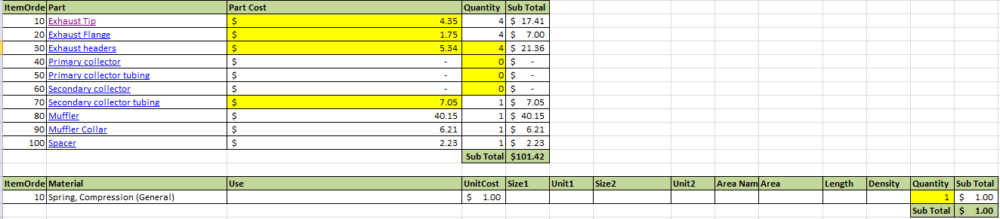 ItemOrde Part Part Cost Quantity Sub Total
10 Exhaust Tip $ 4.35 4 $ 17.41
20 Exhaust Flange $ 1.75 4 $ 7.00
30 Exhaust headers $ 5.34 4 $ 21.36
40 Primary collector $ - 0 $ -
50 Primary collector tubing $ - 0 $ -
60 Secondary collector $ - 0 $ -
70 Secondary collector tubing $ 7.05 1 $ 7.05
80 Muffler $ 40.15 1 $ 40.15
90 Muffler Collar $ 6.21 1 $ 6.21
100 Spacer $ 2.23 1 $ 2.23
Sub Total $101.42
ItemOrde Material Use UnitCost Size1 Unit1 Size2 Unit2 Area Nam Area Length Density Quantity Sub Total
10 Spring, Compression (General) $ 1.00 1 $ 1.00
Sub Total $ 1.00